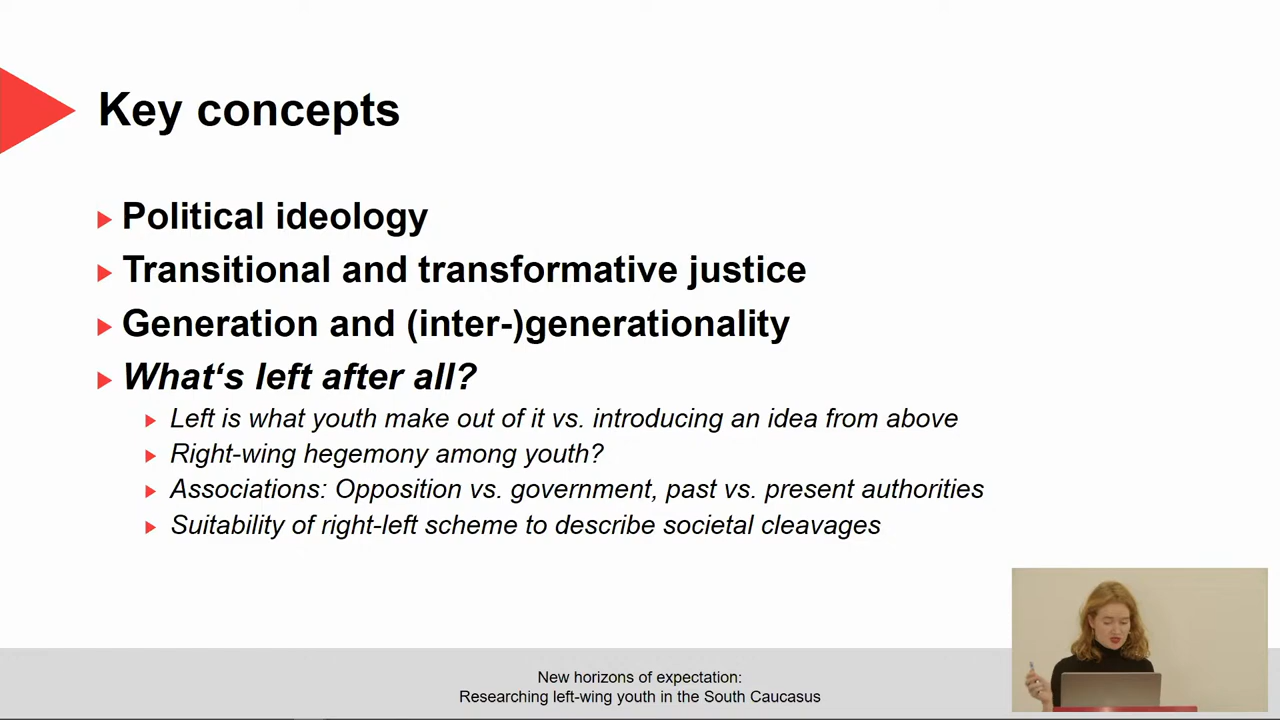 Key concepts
Political ideology
Transitional and transformative justice
Generation and (inter-)generationality
What‘s left after all?
Left is what youth make out of it vs. introducing an idea from above
Right-wing hegemony among youth?
Associations: Opposition vs. government, past vs. present authorities
Suitability of right-left scheme to describe societal cleavages
New horizons of expectation:
Researching left-wing youth in the South Caucasus